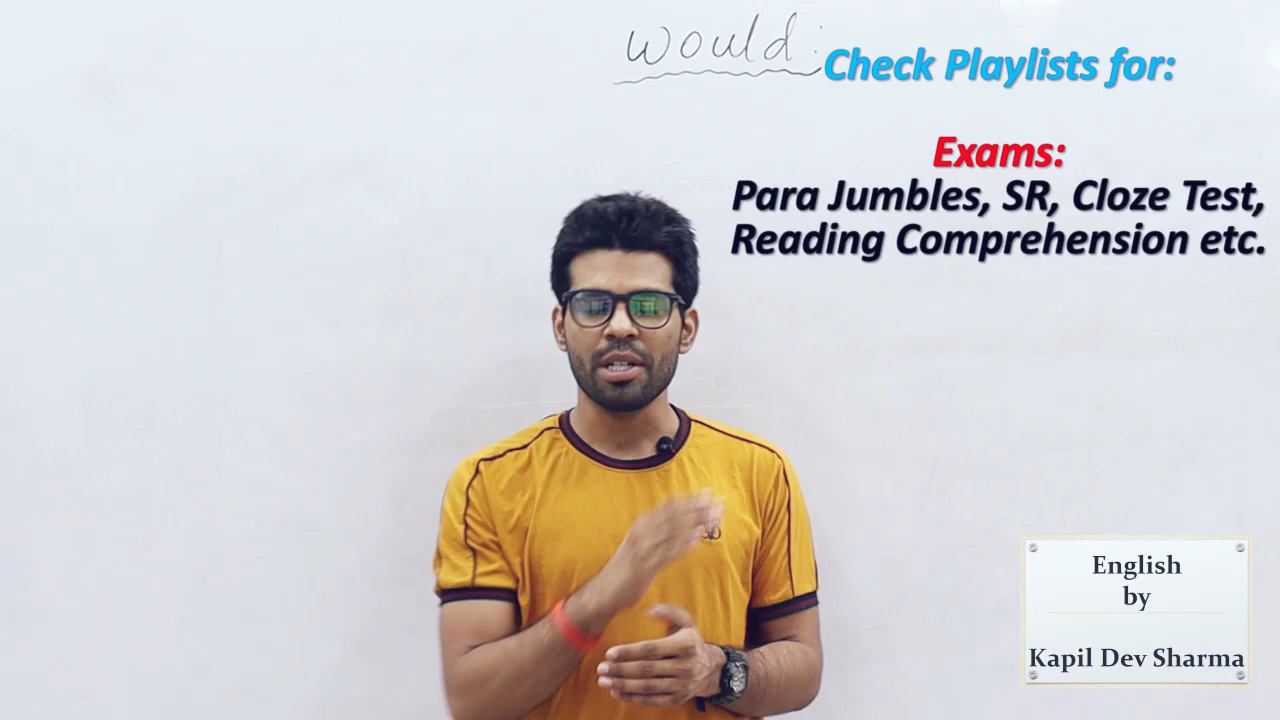 would:
Check Playlists for:
Exams:
Para Jumbles, SR, Cloze Test,
Reading Comprehension etc.
English
by
Kapil Dev Sharma